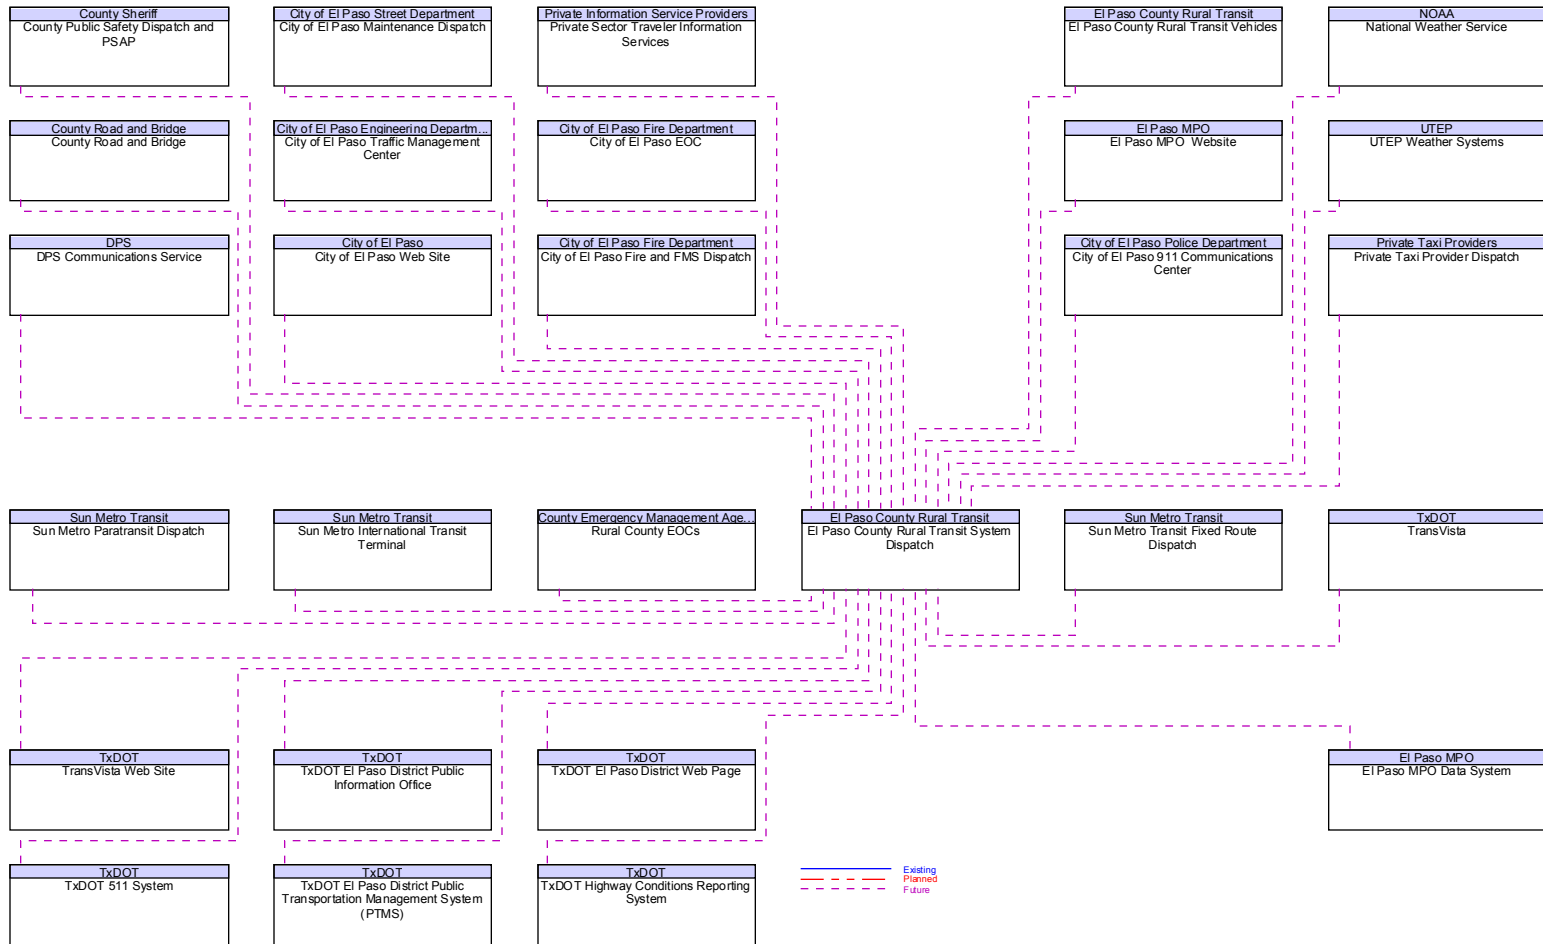 County Sheriff
County Public Safety Dispatch and
PSAP
City of El Paso Street Department
City of El Paso Maintenance Dispatch
Private Information Service Providers
Private Sector Traveler Information
Services
El Paso County Rural Transit
El Paso County Rural Transit Vehicles
NOAA
National Weather Service
County Road and Bridge
County Road and Bridge
City of El Paso Engineering Departm...
City of El Paso Traffic Management
Center
City of El Paso Fire Department
City of El Paso EOC
El Paso MPO
El Paso MPO Website
UTEP
UTEP Weather Systems
DPS
DPS Communications Service
City of El Paso
City of El Paso Web Site
City of El Paso Fire Department
City of El Paso Fire and FMS Dispatch
City of El Paso Police Department
City of El Paso 911 Communications
Center
Private Taxi Providers
Private Taxi Provider Dispatch
Sun Metro Transit
Sun Metro Paratransit Dispatch
Sun Metro Transit
Sun Metro International Transit
Terminal
County Emergency Management Age...
Rural County EOCs
El Paso County Rural Transit
El Paso County Rural Transit System
Dispatch
Sun Metro Transit
Sun Metro Transit Fixed Route
Dispatch
TxDOT
TransVista
TxDOT
TransVista Web Site
TxDOT
TxDOT El Paso District Public
Information Office
TxDOT
TxDOT El Paso District Web Page
El Paso MPO
El Paso MPO Data System
TxDOT
TxDOT 511 System
TxDOT
TxDOT El Paso District Public
Transportation Management System
(PTMS)
TxDOT
TxDOT Highway Conditions Reporting
System
Existing
Planned
Future